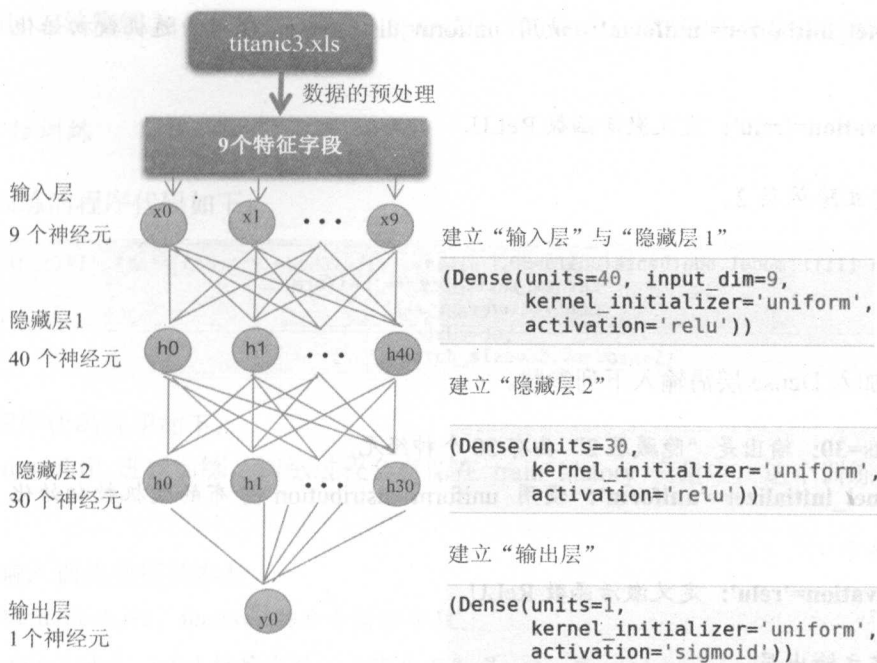 titanic3.xls
数据的预处理
9个特征字段
输入层
9 个神经元
x0 x1 ••• x9
建立“输入层”与“隐藏层 1”
(Dense(units=40, input_dim=9,
kernel_initializer='uniform',
activation='relu'))
隐藏层1
40 个神经元
h0 h1 ••• h40
建立“隐藏层 2”
(Dense(units=30,
kernel_initializer='uniform',
activation='relu'))
隐藏层2
30 个神经元
h0 h1 h30
建立“输出层”
(Dense(units=1,
kernel_initializer='uniform',
activation='sigmoid'))
输出层
1个神经元
y0